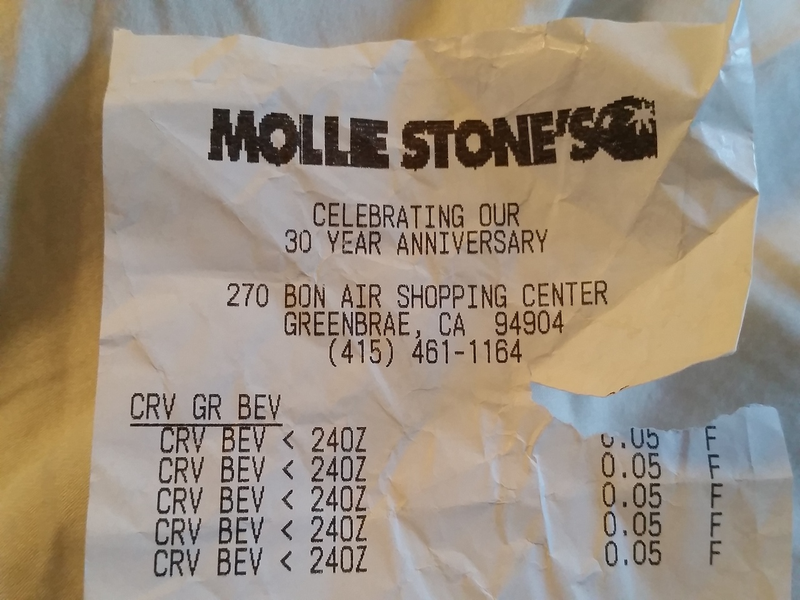 MOLLIE STONE'S
CELEBRATING OUR
30 YEAR ANNIVERSARY
270 BON AIR SHOPPING CENTER
GREENBRAE, CA 94904
(415) 461-1164
CRV GR BEV
CRV BEV < 24OZ 0.05 F
CRV BEV < 24OZ 0.05 F
CRV BEV < 24OZ 0.05 F
CRV BEV < 24OZ 0.05 F
CRV BEV < 24OZ 0.05 F